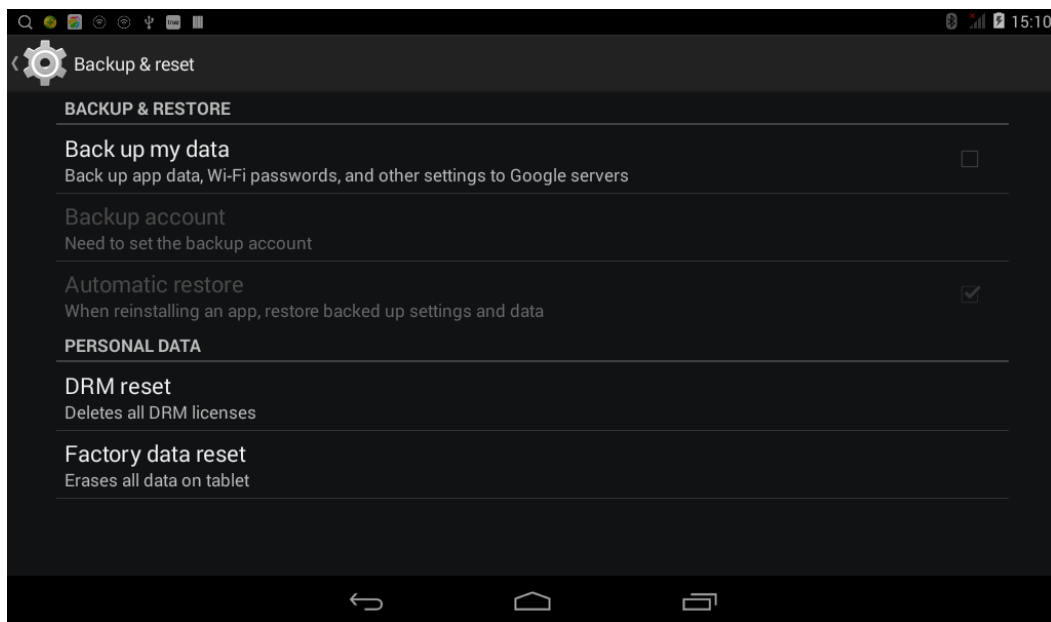 15:10
Backup & reset
BACKUP & RESTORE
Back up my data
Back up app data, Wi-Fi passwords, and other settings to Google servers
Backup account
Need to set the backup account
Automatic restore
When reinstalling an app, restore backed up settings and data
PERSONAL DATA
DRM reset
Deletes all DRM licenses
Factory data reset
Erases all data on tablet